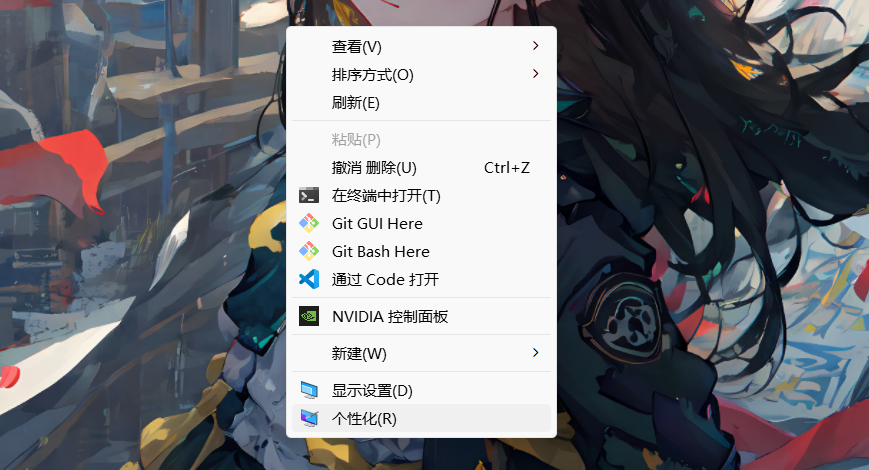 查看(V)
排序方式(O)
刷新(E)
粘贴(P)
撤消 删除(U) Ctrl+Z
在终端中打开(T)
Git GUI Here
Git Bash Here
通过 Code 打开
NVIDIA 控制面板
新建(W)
显示设置(D)
个性化(R)